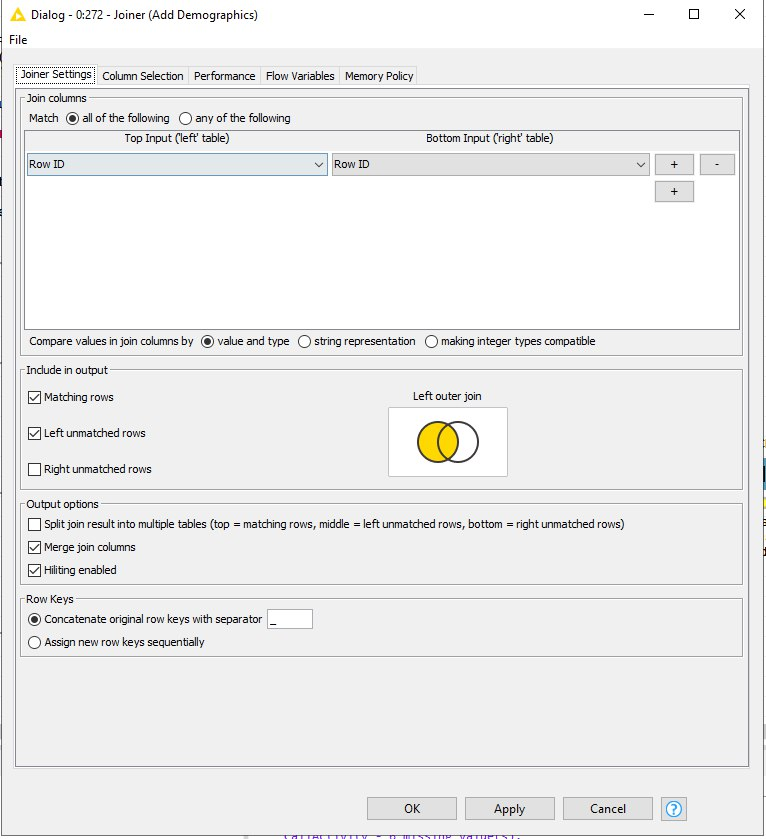 Dialog - 0:272 - Joiner (Add Demographics)
File
Joiner Settings Column Selection Performance Flow Variables Memory Policy
Join columns
Match all of the following any of the following
Top Input ('left' table) Bottom Input ('right' table)
Row ID Row ID + -
+
Compare values in join columns by value and type string representation making integer types compatible
Include in output
Matching rows
Left outer join
Left unmatched rows
Right unmatched rows
Output options
Split join result into multiple tables (top = matching rows, middle = left unmatched rows, bottom = right unmatched rows)
Merge join columns
Hiliting enabled
Row Keys
Concatenate original row keys with separator _
Assign new row keys sequentially
OK Apply Cancel ?